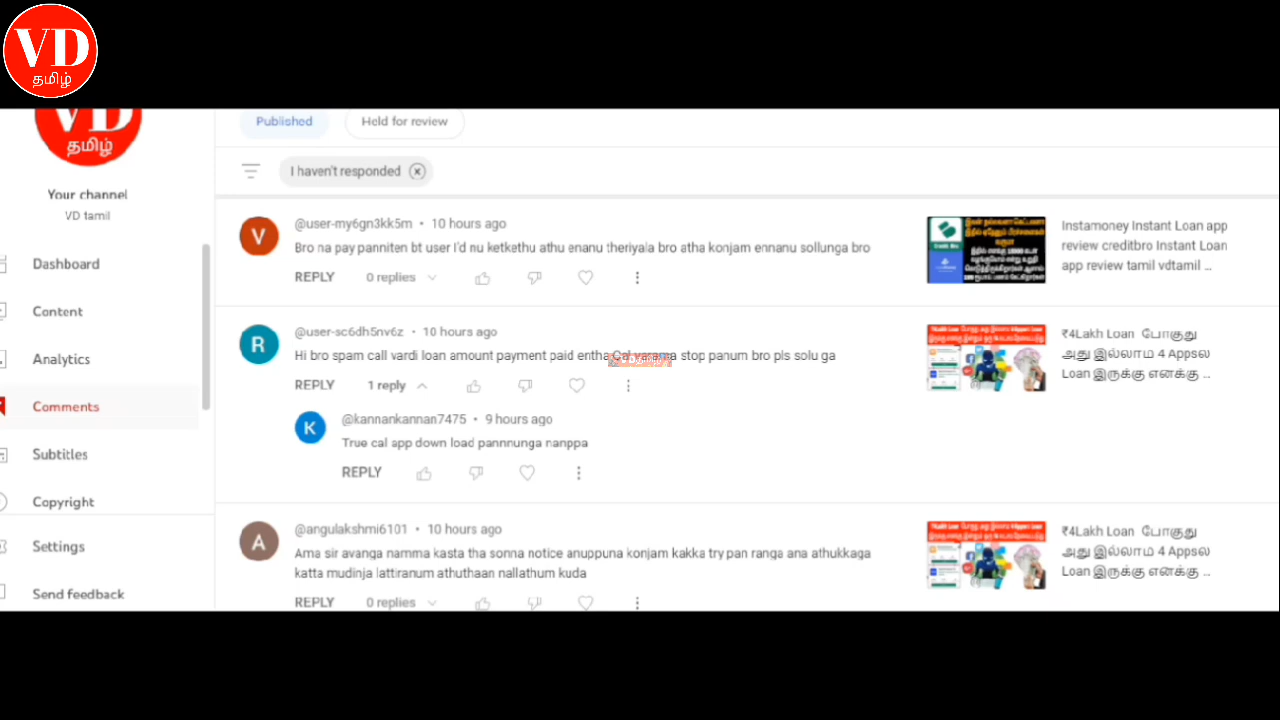 VD
தமிழ்
VD
தமிழ்
Your channel
VD tamil
Dashboard
Content
Analytics
Comments
Subtitles
Copyright
Settings
Send feedback
Published
Held for review
I haven't responded
V
@user-my6gn3kk5m • 10 hours ago
Bro na pay panniten bt user I'd nu ketkethu athu enanu theriyala bro atha konjam ennanu sollunga bro
REPLY
0 replies
Instamoney Instant Loan app
review creditbro Instant Loan
app review tamil vdtamil ...
R
@user-sc6dh5nv6z • 10 hours ago
Hi bro spam call vardi loan amount payment paid entha Cal varama stop panum bro pls solu ga
REPLY
1 reply
₹4Lakh Loan போகுது
அது இல்லாம 4 Appsல
Loan இருக்கு எனக்கு ...
K
@kannankannan7475 • 9 hours ago
True cal app down load pannnunga nanppa
REPLY
A
@angulakshmi6101 • 10 hours ago
Ama sir avanga namma kasta tha sonna notice anuppuna konjam kakka try pan ranga ana athukkaga
katta mudinja lattiranum athuthaan nallathum kuda
REPLY
0 replies
₹4Lakh Loan போகுது
அது இல்லாம 4 Appsல
Loan இருக்கு எனக்கு ...